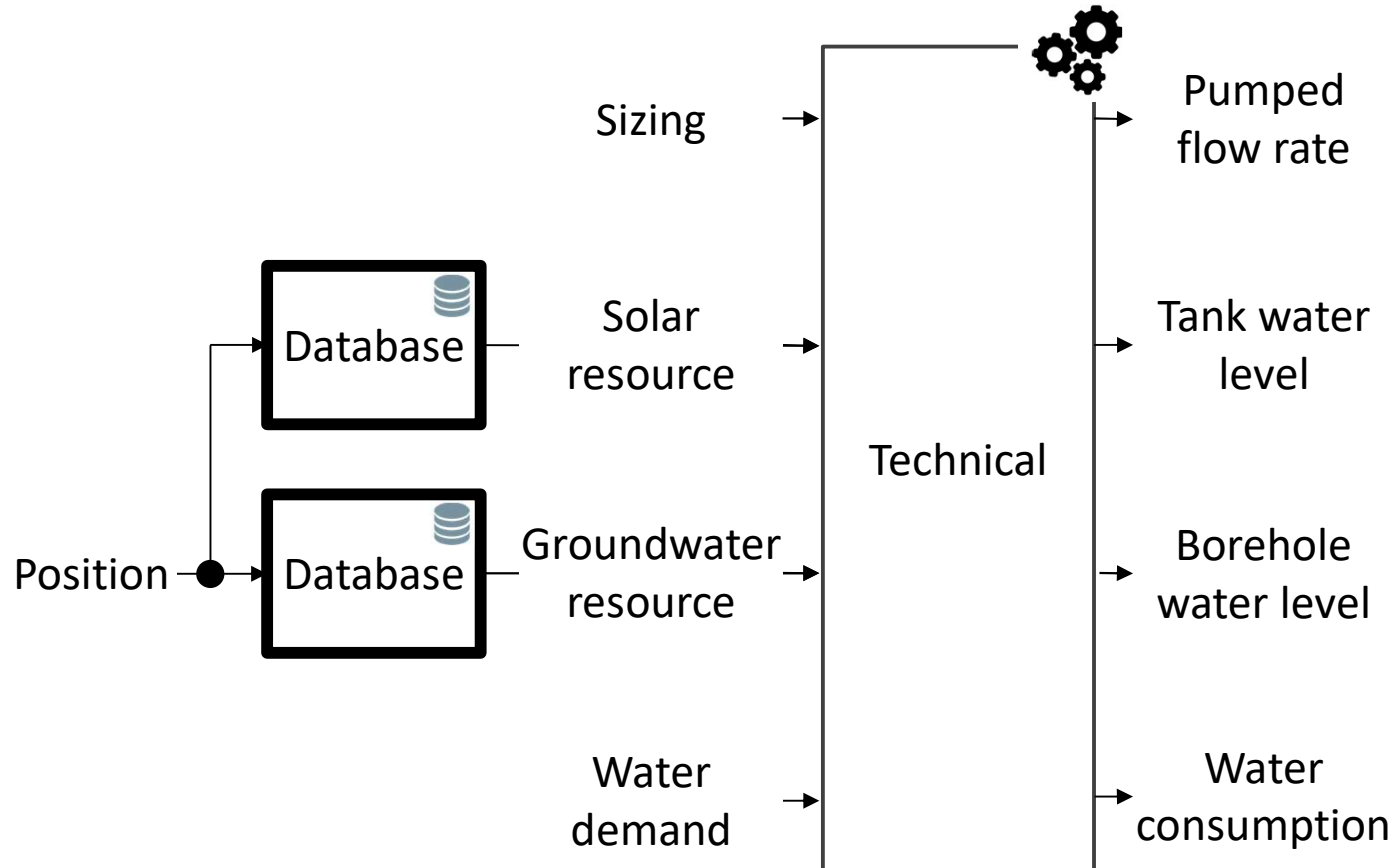 Sizing
Pumped
flow rate
Database
Solar
resource
Tank water
level
Technical
Position
Database
Groundwater
resource
Borehole
water level
Water
demand
Water
consumption